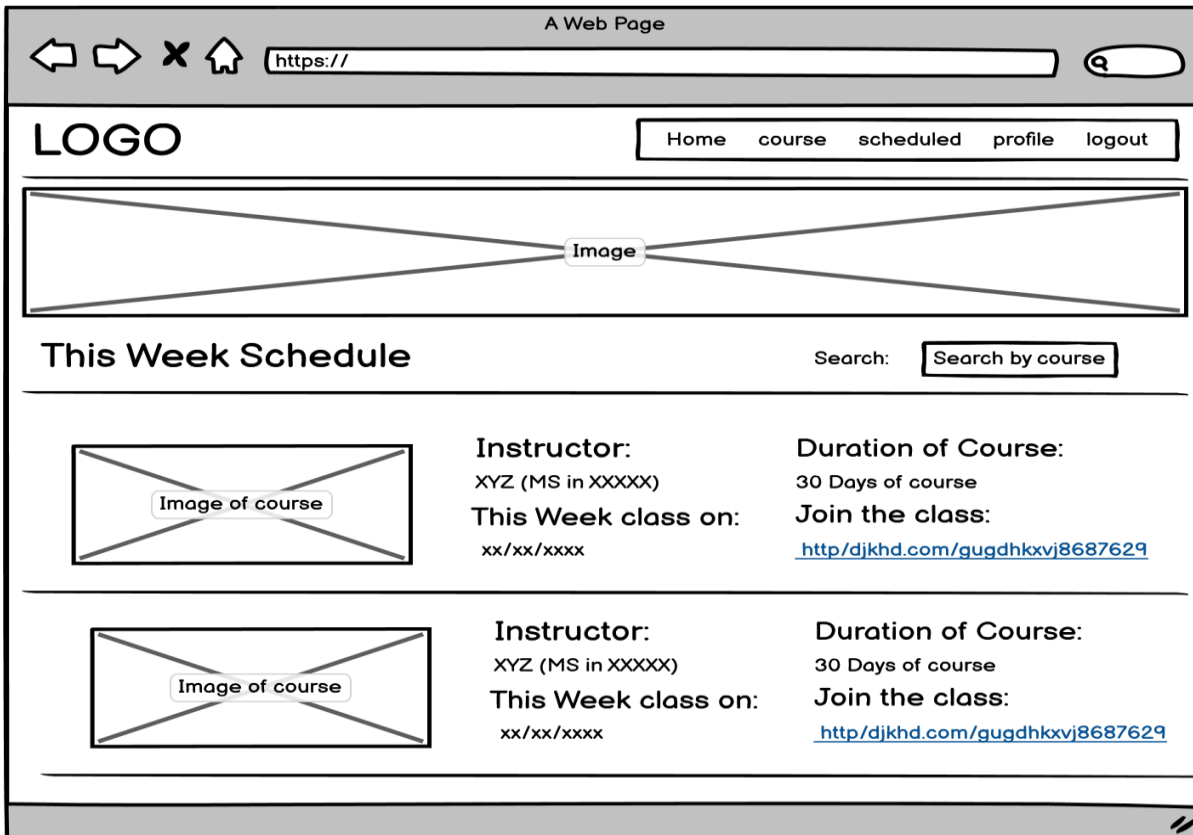 A Web Page
https://
LOGO
Home course scheduled profile logout
Image
This Week Schedule
Search: Search by course
Image of course
Instructor:
XYZ (MS in XXXXX)
This Week class on:
xx/xx/xxxx
Duration of Course:
30 Days of course
Join the class:
http/djkhd.com/gugdhkxvj8687629
Image of course
Instructor:
XYZ (MS in XXXXX)
This Week class on:
xx/xx/xxxx
Duration of Course:
30 Days of course
Join the class:
http/djkhd.com/gugdhkxvj8687629